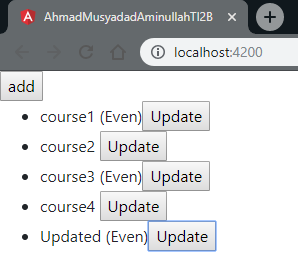 AhmadMusyadadAminullahTI2B
localhost:4200
add
course1 (Even) Update
course2 Update
course3 (Even) Update
course4 Update
Updated (Even) Update